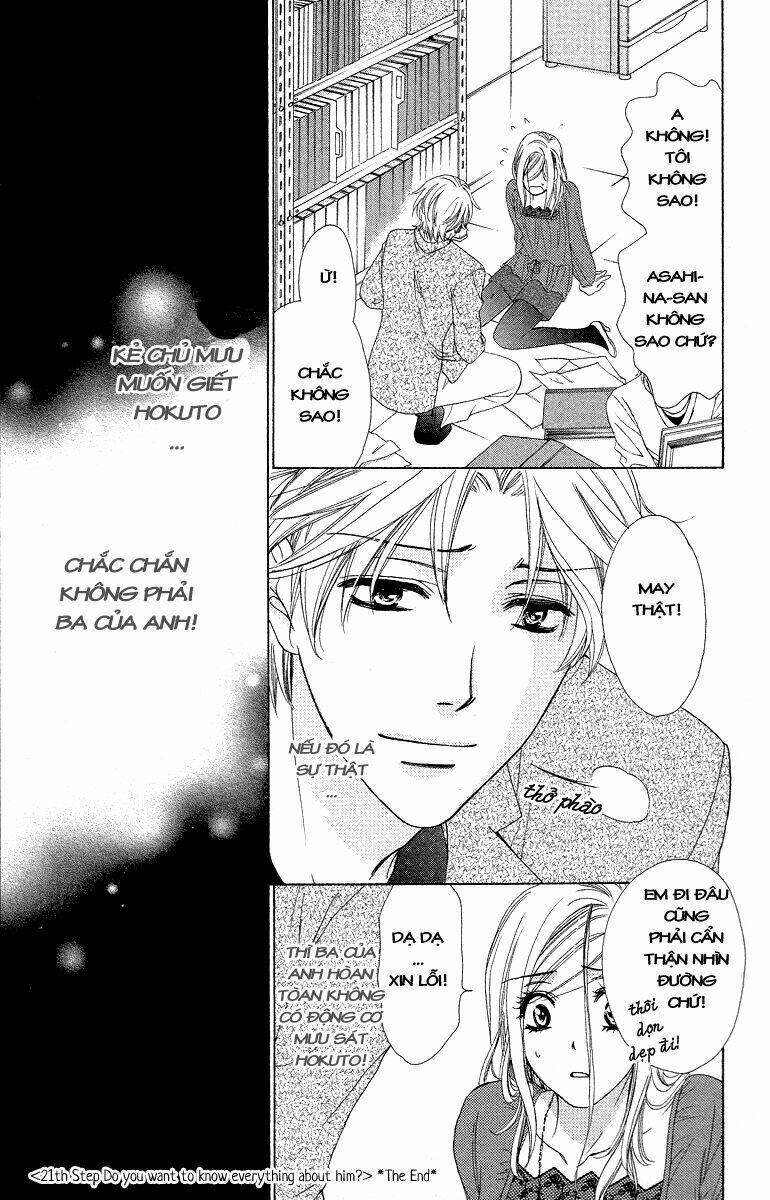 A
KHÔNG!
TÔI
KHÔNG
SAO!
ASAHI-
NA-SAN
KHÔNG
SAO CHỨ?
Ữ!
CHẮC
KHÔNG
SAO!
MAY
THẬT!
NẾU ĐÓ LÀ
SỰ THẬT
...
thở phào
EM ĐI ĐÂU
CŨNG
PHẢI CẨN
THẬN NHÌN
ĐƯỜNG
CHỨ!
thôi
dọn
dẹp đi!
DẠ DẠ
...
XIN LỖI!
THÌ BA CỦA
ANH HOÀN
TOÀN KHÔNG
CÓ ĐỘNG CƠ
MƯU SÁT
HOKUTO!
KẺ CHỦ MƯU
MUỐN GIẾT
HOKUTO
...
CHẮC CHẮN
KHÔNG PHẢI
BA CỦA ANH!
<21th Step Do you want to know everything about him?> *The End*